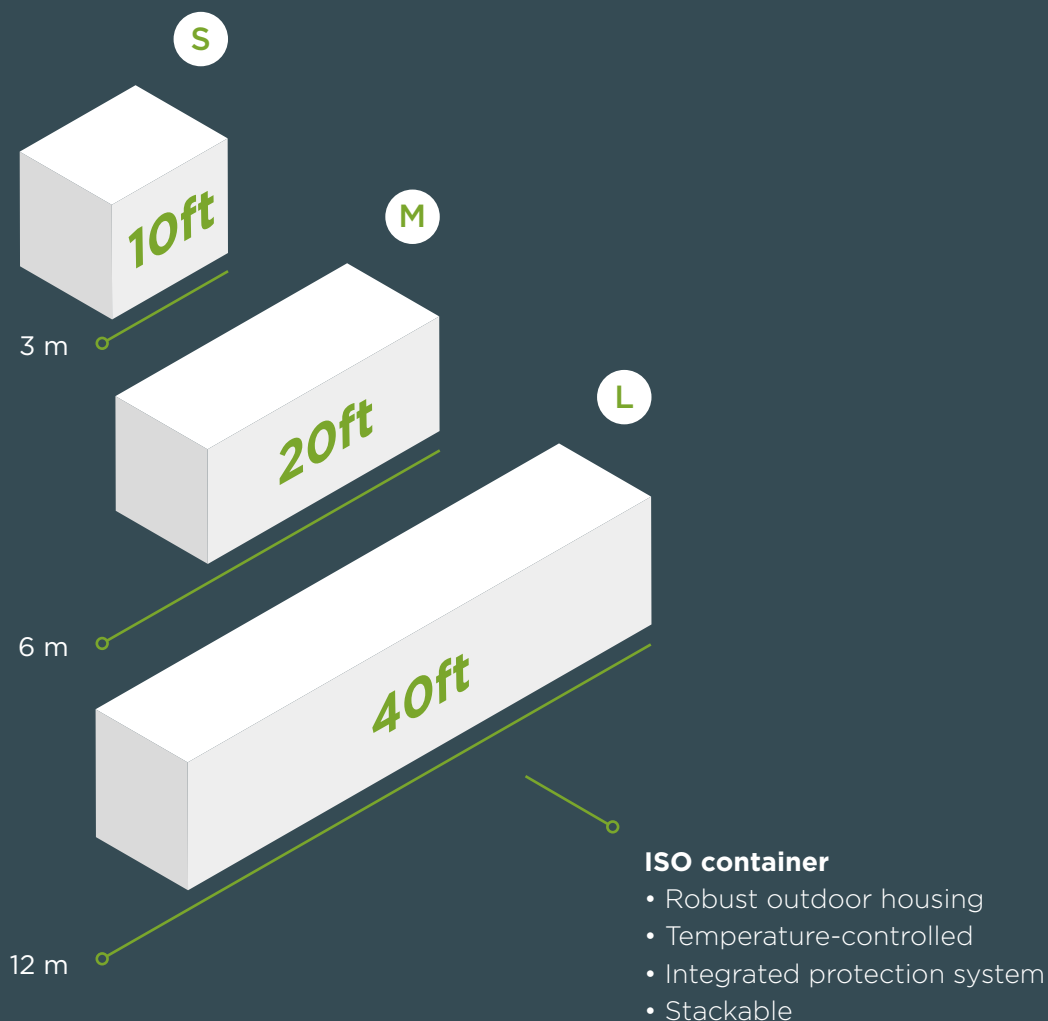 S
10ft
3 m
M
20ft
6 m
L
40ft
12 m
ISO container
• Robust outdoor housing
• Temperature-controlled
• Integrated protection system
• Stackable